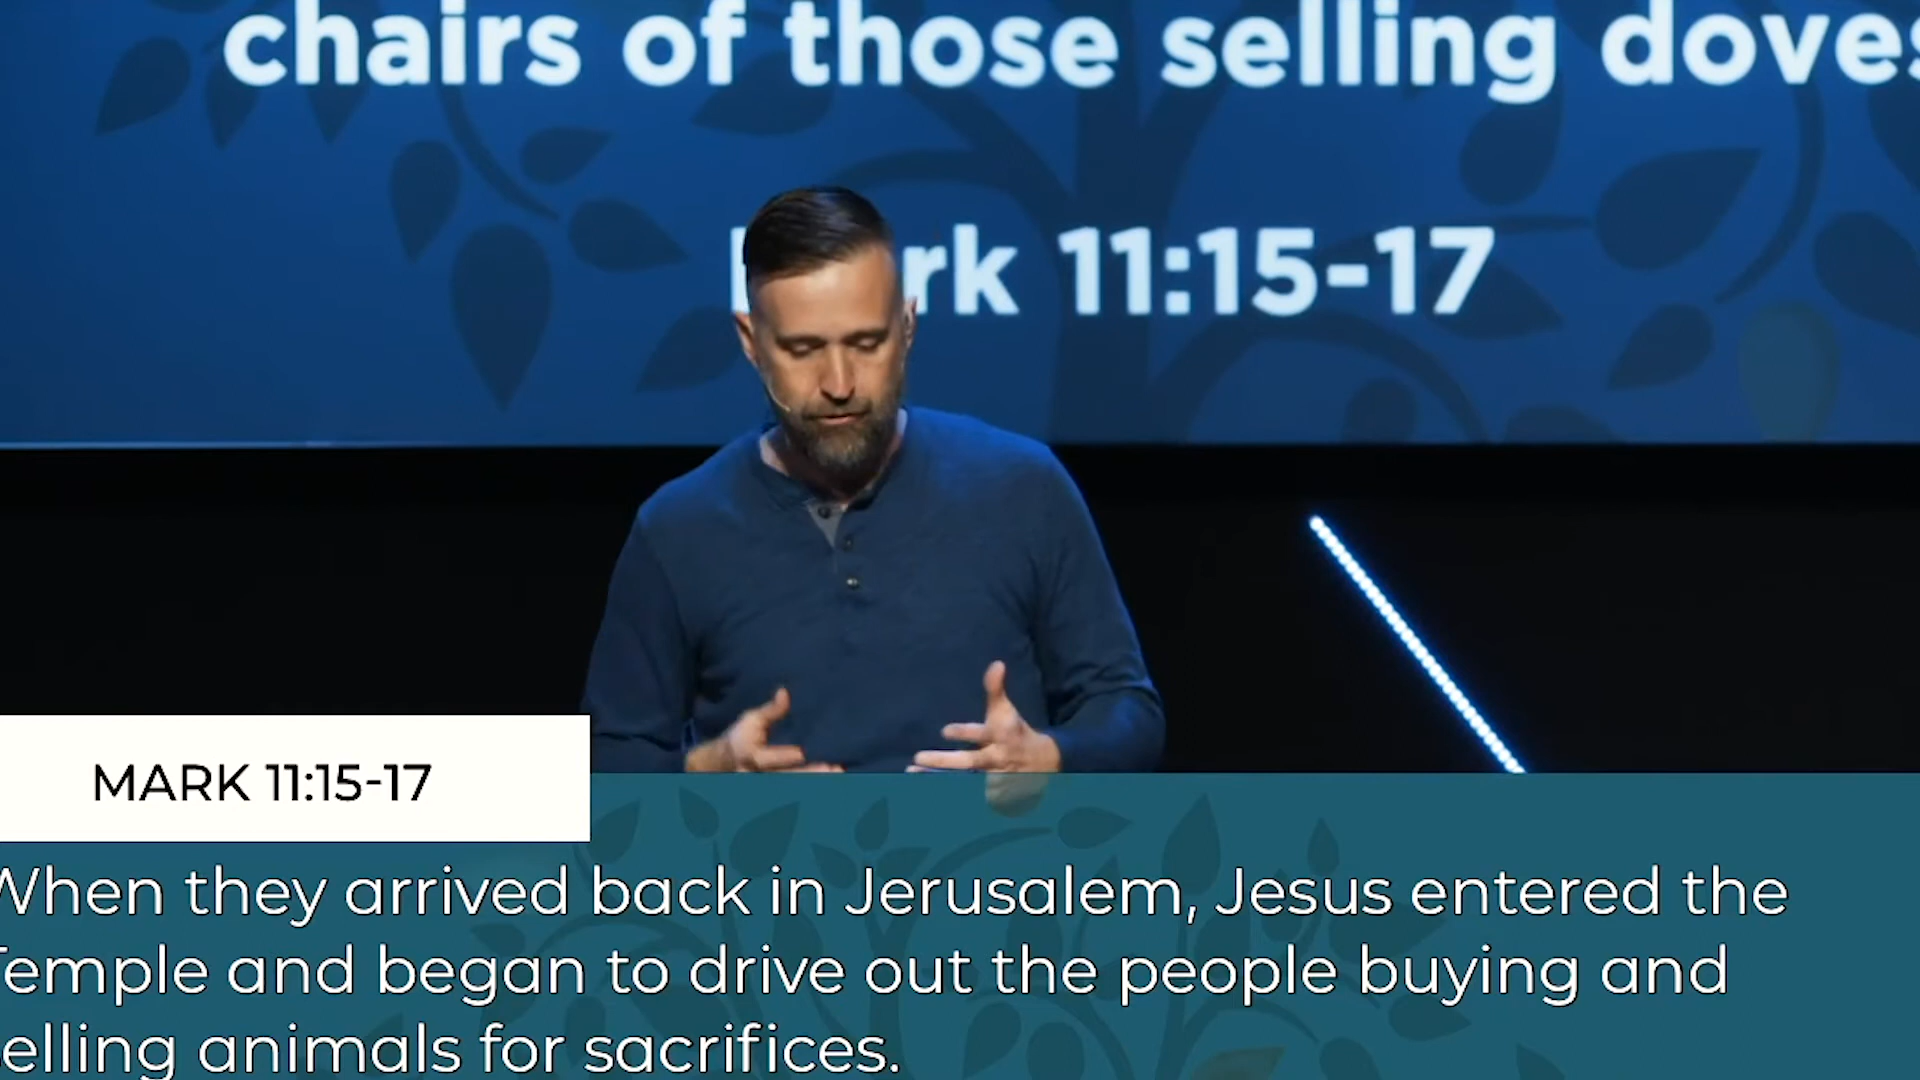 chairs of those selling doves
rk 11:15-17
MARK 11:15-17
When they arrived back in Jerusalem, Jesus entered the
Temple and began to drive out the people buying and
elling animals for sacrifices.